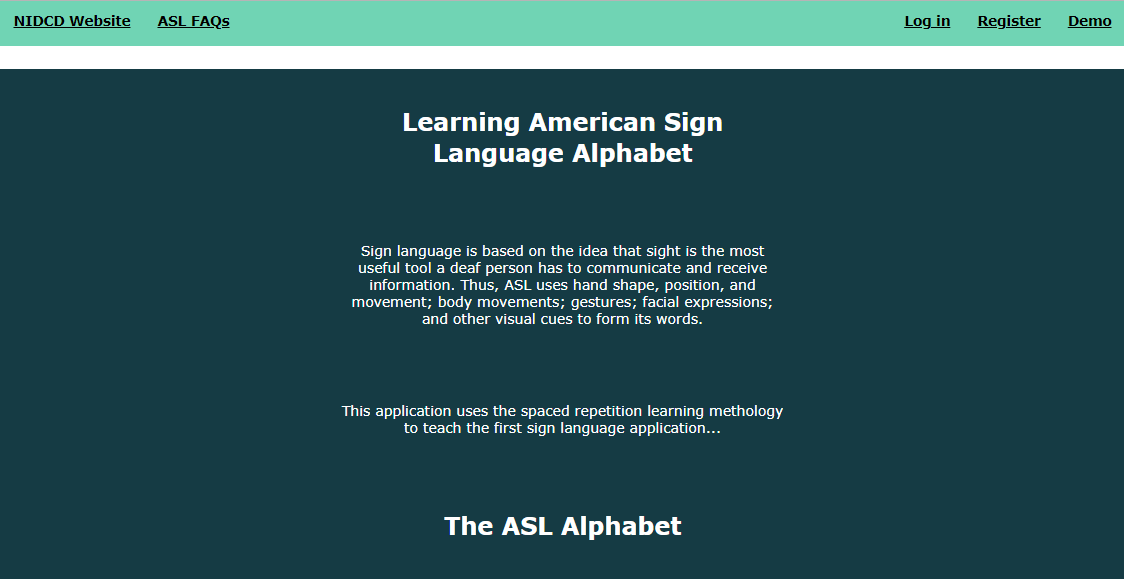 NIDCD Website ASL FAQs Log in Register Demo
Learning American Sign
Language Alphabet
Sign language is based on the idea that sight is the most
useful tool a deaf person has to communicate and receive
information. Thus, ASL uses hand shape, position, and
movement; body movements; gestures; facial expressions;
and other visual cues to form its words.
This application uses the spaced repetition learning methology
to teach the first sign language application...
The ASL Alphabet